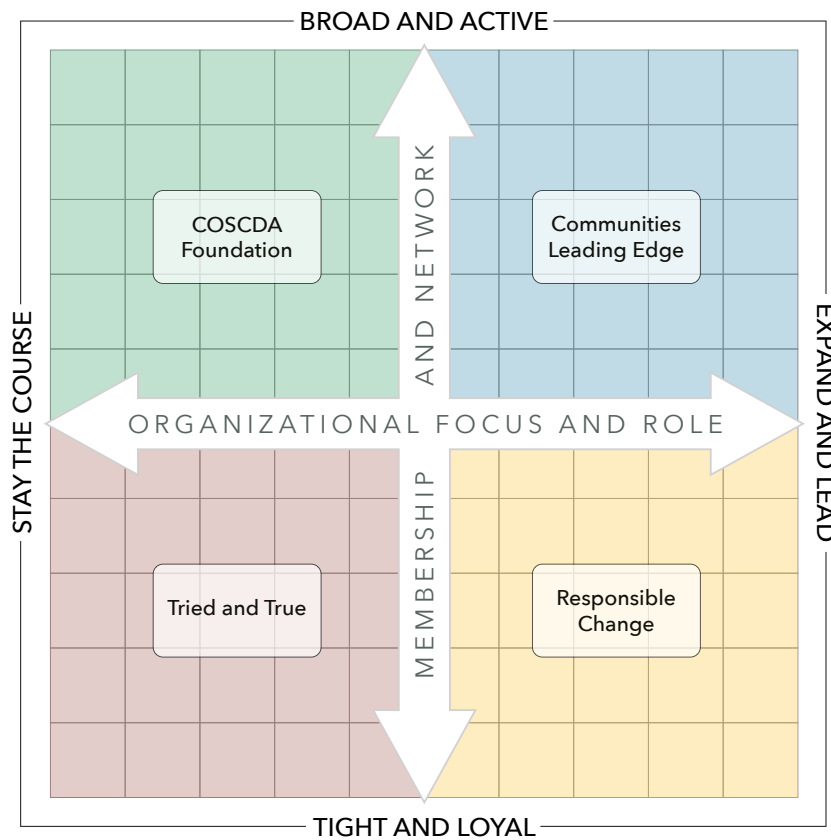 BROAD AND ACTIVE
COSCDA
Foundation
Communities
Leading Edge
STAY THE COURSE
ORGANIZATIONAL FOCUS AND ROLE
EXPAND AND LEAD
MEMBERSHIP AND NETWORK
Tried and True
Responsible
Change
TIGHT AND LOYAL